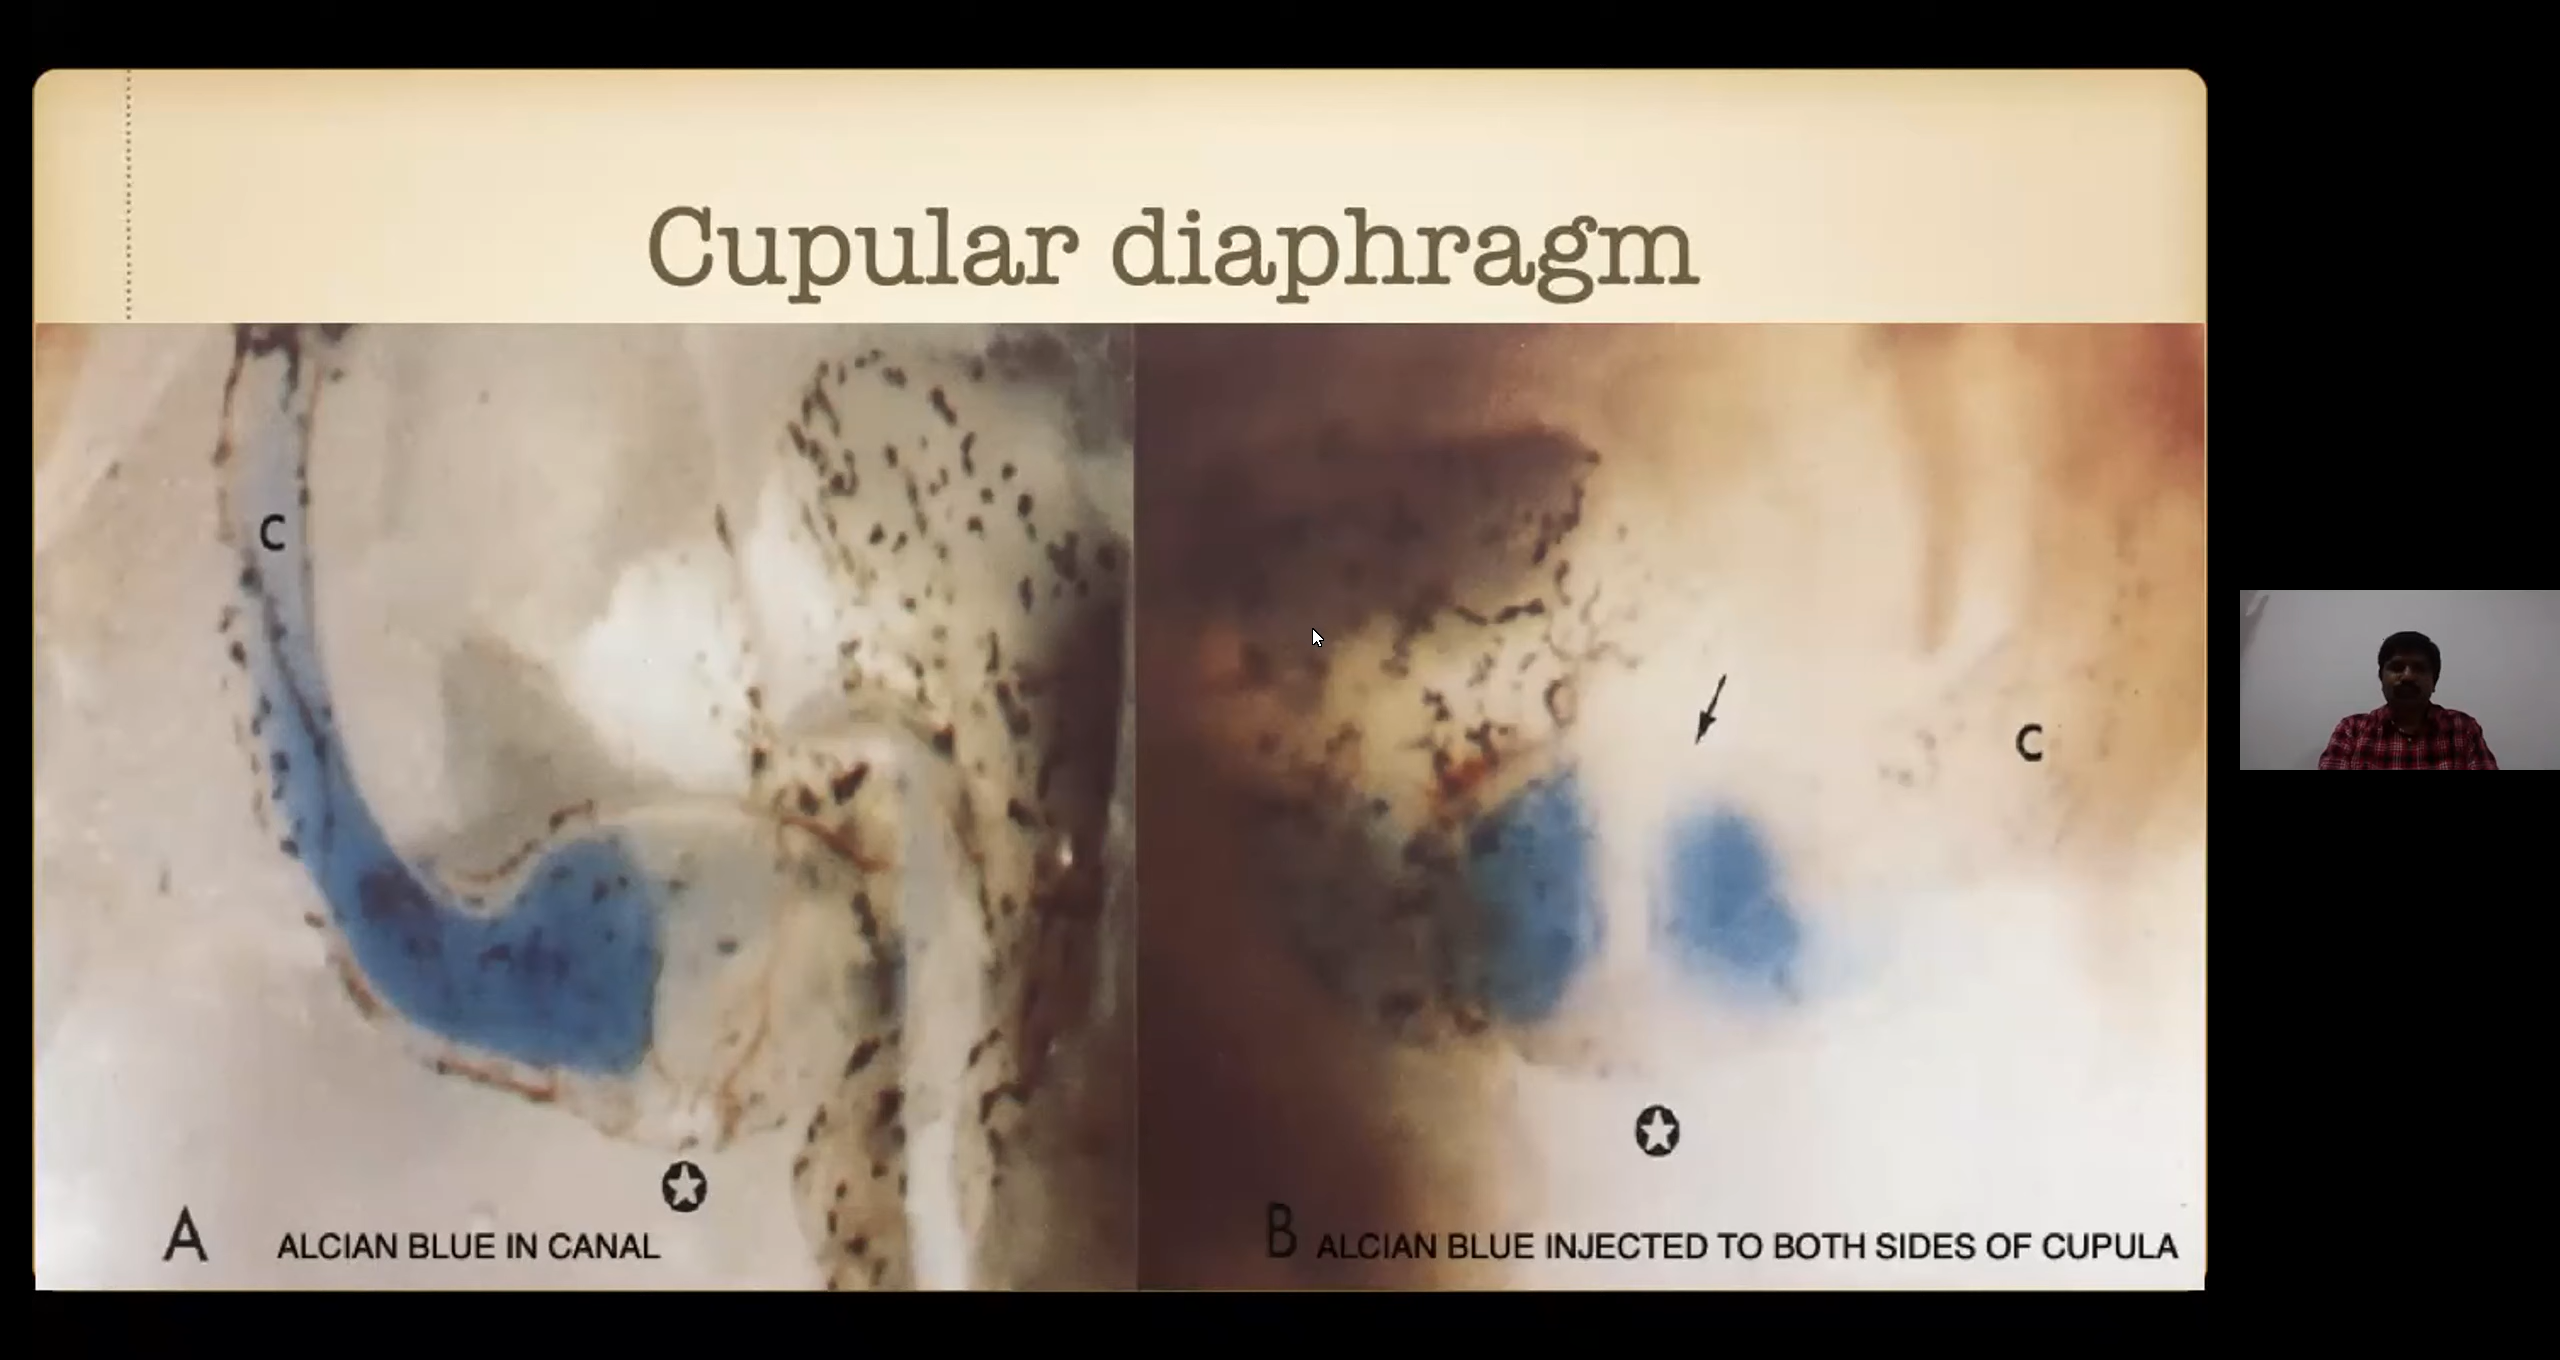 Cupular diaphragm
C
C
A ALCIAN BLUE IN CANAL
B ALCIAN BLUE INJECTED TO BOTH SIDES OF CUPULA